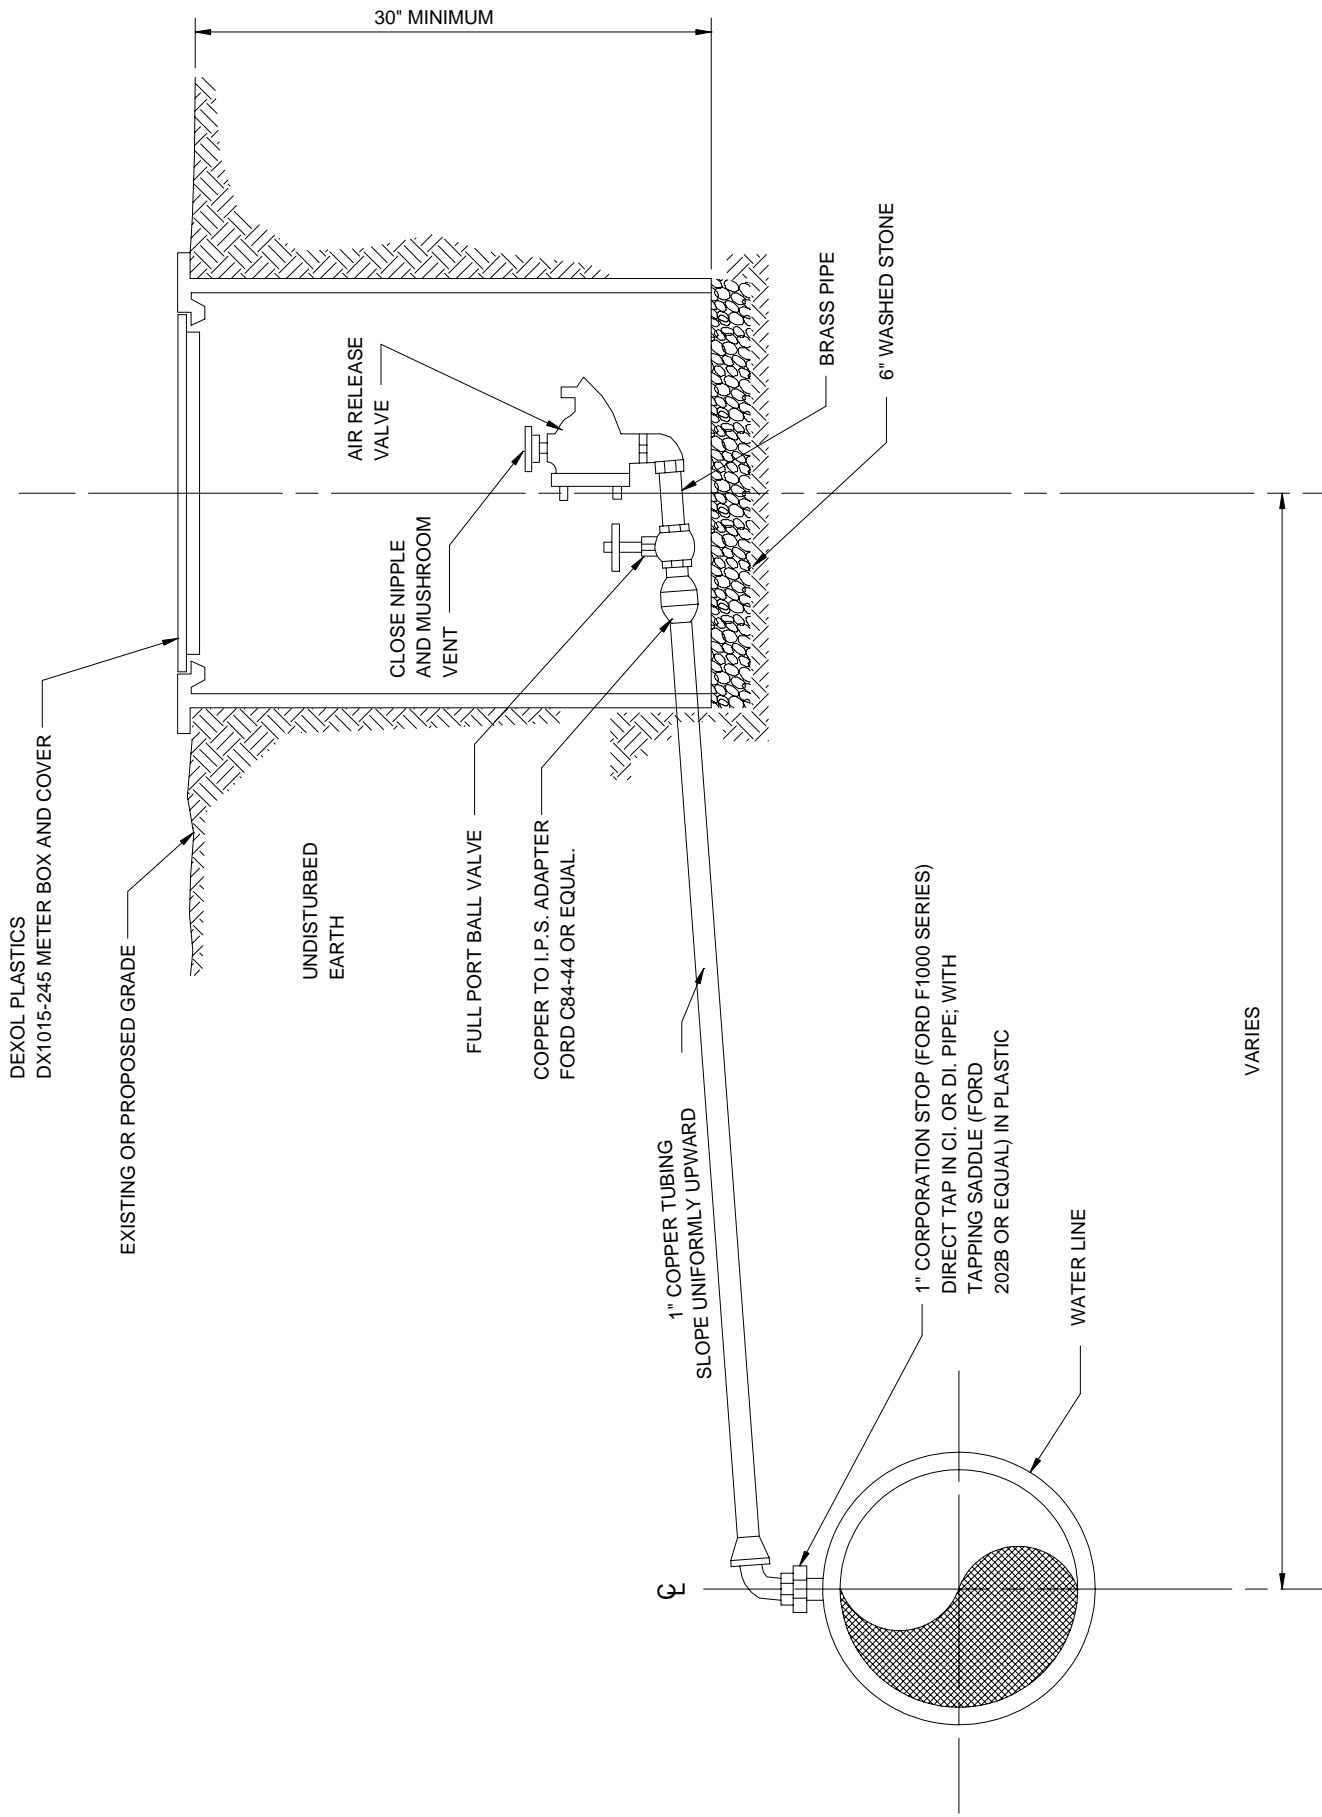 30" MINIMUM
DEXOL PLASTICS
DX1015-245 METER BOX AND COVER
EXISTING OR PROPOSED GRADE
UNDISTURBED
EARTH
AIR RELEASE
VALVE
CLOSE NIPPLE
AND MUSHROOM
VENT
FULL PORT BALL VALVE
COPPER TO I.P.S. ADAPTER
FORD C84-44 OR EQUAL.
BRASS PIPE
6" WASHED STONE
1" COPPER TUBING
SLOPE UNIFORMLY UPWARD
1" CORPORATION STOP (FORD F1000 SERIES)
DIRECT TAP IN CI. OR DI. PIPE; WITH
TAPPING SADDLE (FORD
202B OR EQUAL) IN PLASTIC
WATER LINE
VARIES
CL